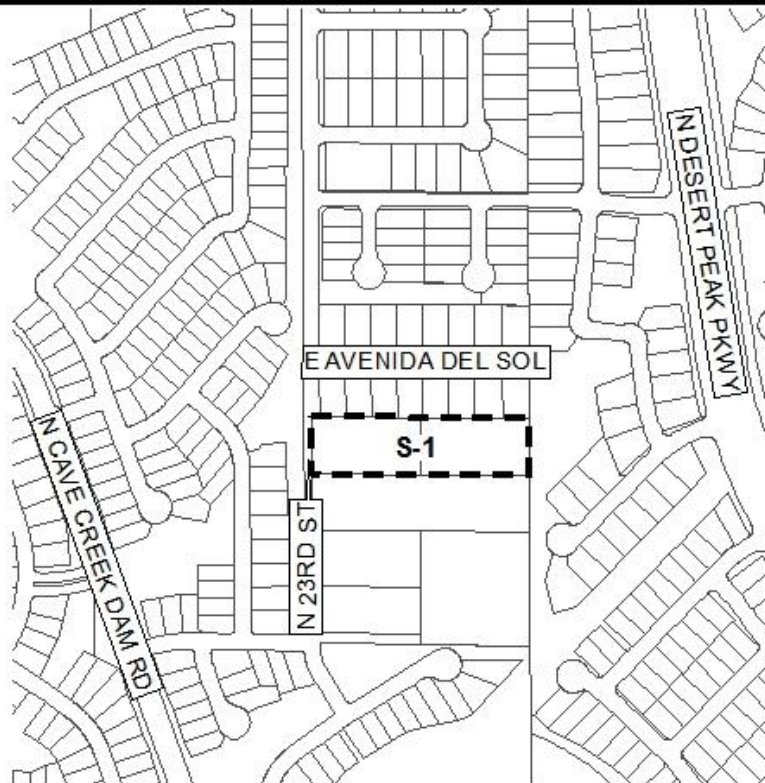 N DESERT PEAK PKWY
E AVENIDA DEL SOL
S-1
N CAVE CREEK DAM RD
N 23RD ST